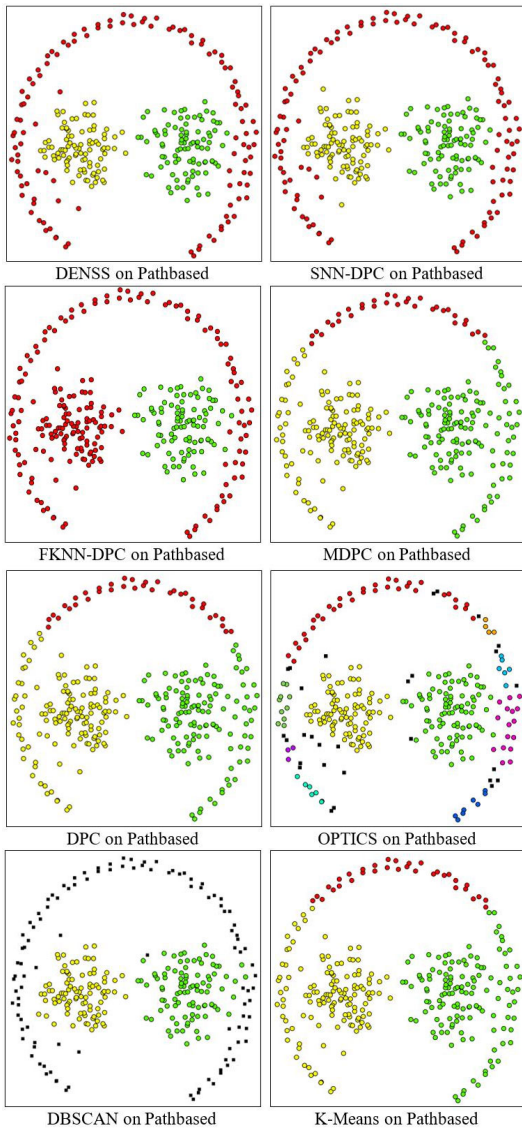 DENSS on Pathbased
SNN-DPC on Pathbased
FKNN-DPC on Pathbased
MDPC on Pathbased
DPC on Pathbased
OPTICS on Pathbased
DBSCAN on Pathbased
K-Means on Pathbased